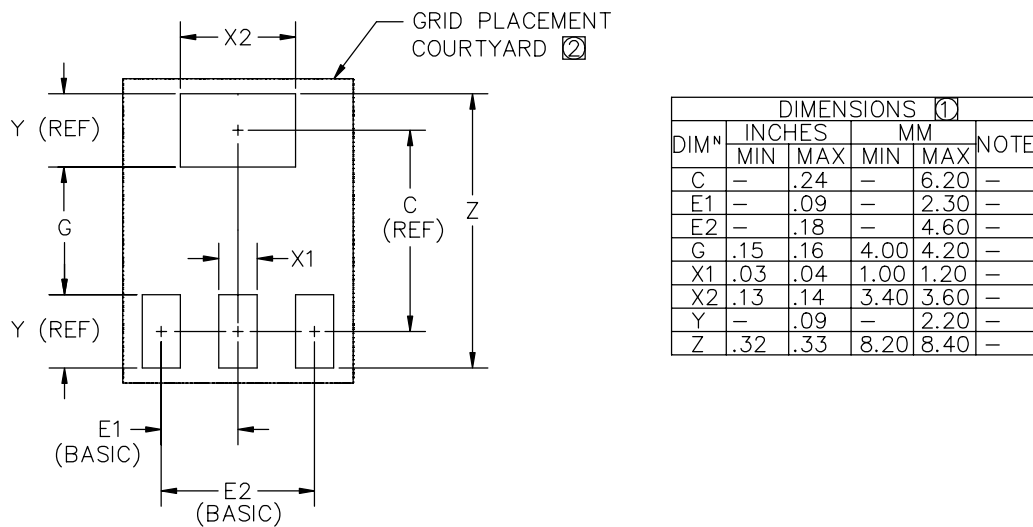 GRID PLACEMENT
COURTYARD 2
X2
Y (REF)
G
C
(REF)
Z
X1
Y (REF)
E1
(BASIC)
E2
(BASIC)
DIMENSIONS 1
DIMᴺ INCHES MM NOTE
MIN MAX MIN MAX
C – .24 – 6.20 –
E1 – .09 – 2.30 –
E2 – .18 – 4.60 –
G .15 .16 4.00 4.20 –
X1 .03 .04 1.00 1.20 –
X2 .13 .14 3.40 3.60 –
Y – .09 – 2.20 –
Z .32 .33 8.20 8.40 –